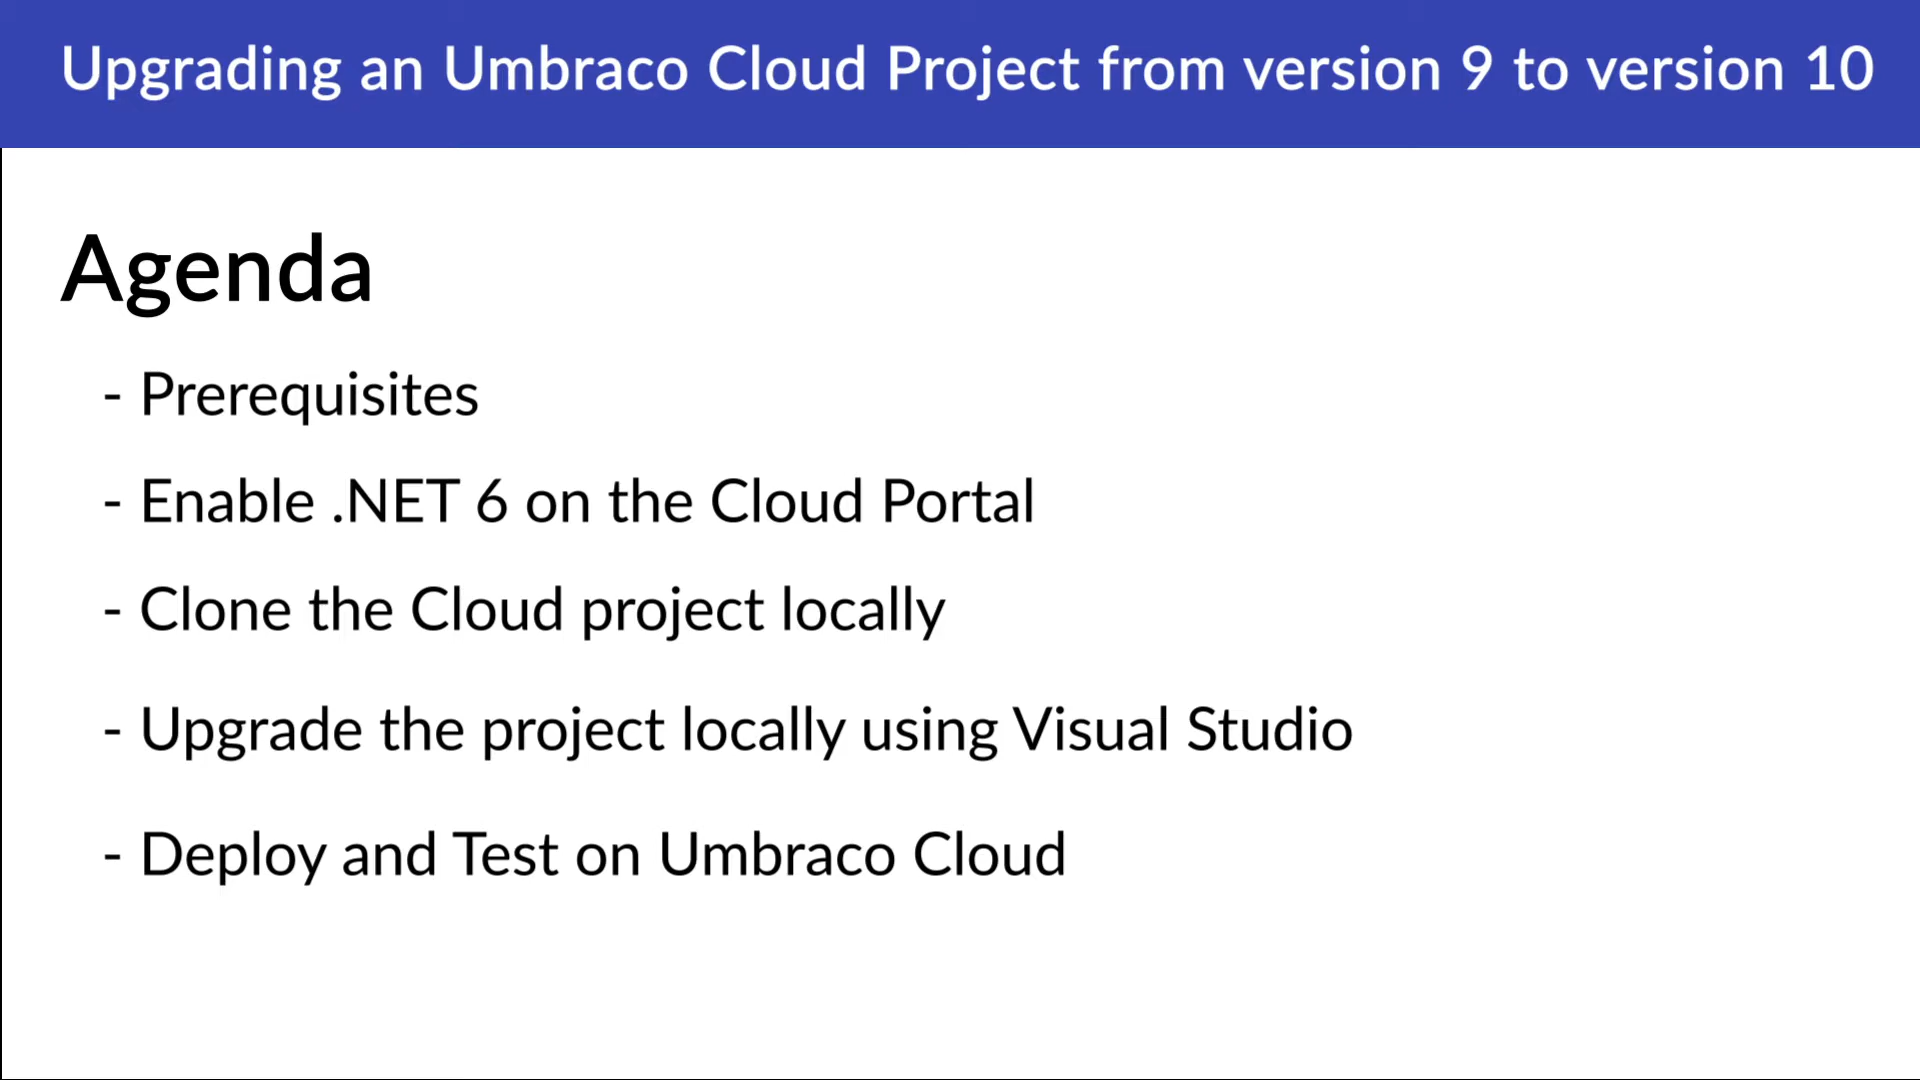 Upgrading an Umbraco Cloud Project from version 9 to version 10
Agenda
- Prerequisites
- Enable .NET 6 on the Cloud Portal
- Clone the Cloud project locally
- Upgrade the project locally using Visual Studio
- Deploy and Test on Umbraco Cloud